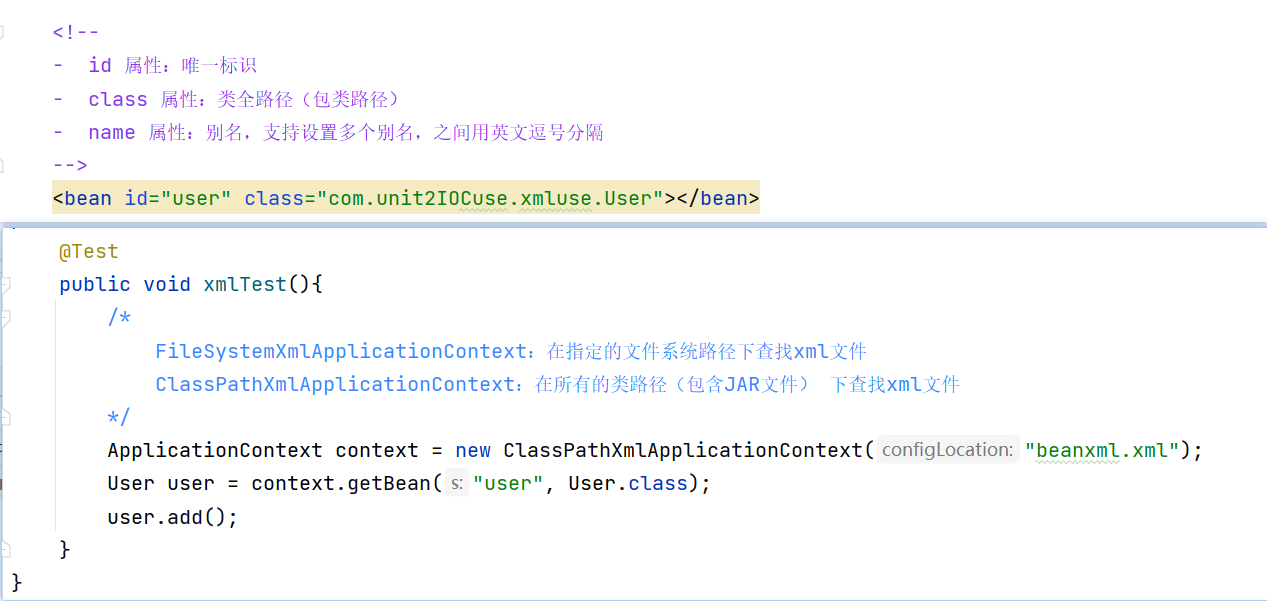 <!--
- id 属性：唯一标识
- class 属性：类全路径（包类路径）
- name 属性：别名，支持设置多个别名，之间用英文逗号分隔
-->
<bean id="user" class="com.unit2IOCuse.xmluse.User"></bean>
@Test
public void xmlTest(){
/*
FileSystemXmlApplicationContext：在指定的文件系统路径下查找xml文件
ClassPathXmlApplicationContext：在所有的类路径（包含JAR文件） 下查找xml文件
*/
ApplicationContext context = new ClassPathXmlApplicationContext( configLocation: "beanxml.xml");
User user = context.getBean( s: "user", User.class);
user.add();
}
}